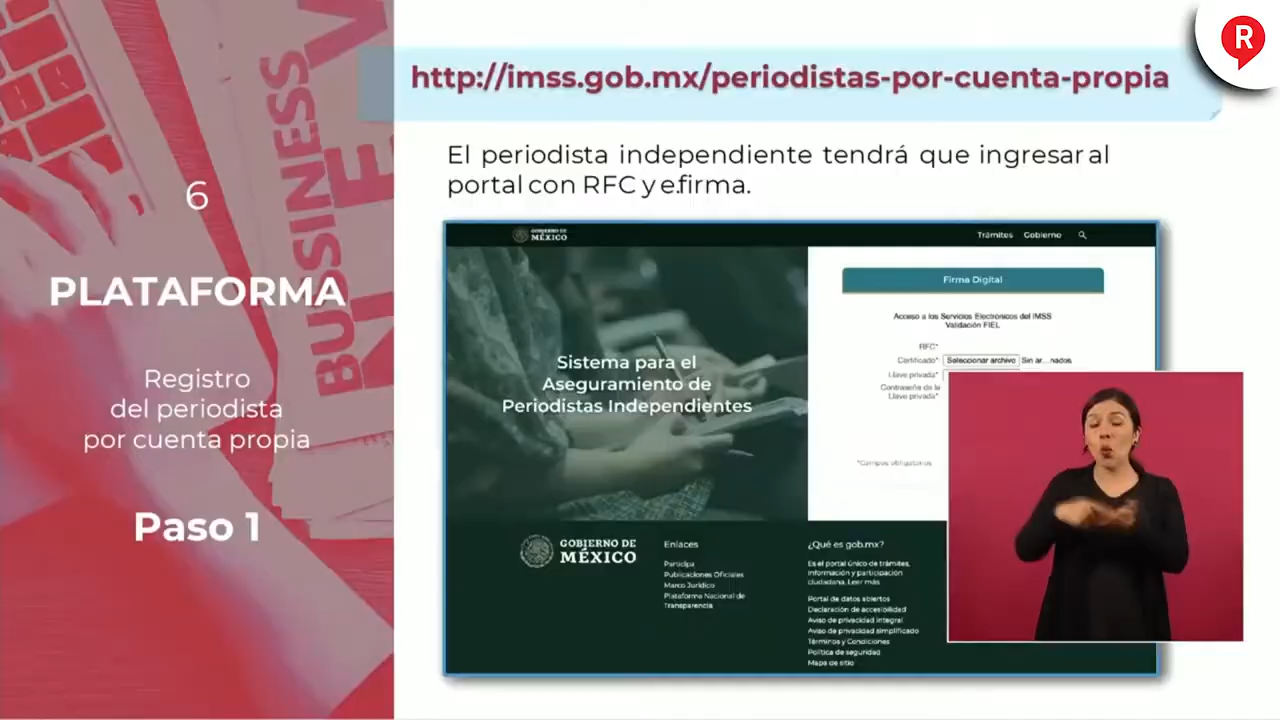 R
http://imss.gob.mx/periodistas-por-cuenta-propia
El periodista independiente tendrá que ingresar al
portal con RFC y e.firma.
6
PLATAFORMA
Registro
del periodista
por cuenta propia
Paso 1
BUSINESS
GOBIERNO DE
MÉXICO
Trámites Gobierno
Sistema para el
Aseguramiento de
Periodistas Independientes
Firma Digital
Acceso a los Servicios Electrónicos del IMSS
Validación FIEL
RFC*
Certificado* Seleccionar archivo Sin ar...nados
Llave privada*
Contraseña de la
Llave privada*
*Campos obligatorios
GOBIERNO DE
MÉXICO
Enlaces
Participa
Publicaciones Oficiales
Marco Jurídico
Plataforma Nacional de
Transparencia
¿Qué es gob.mx?
Es el portal único de trámites,
información y participación
ciudadana. Leer más
Portal de datos abiertos
Declaración de accesibilidad
Aviso de privacidad integral
Aviso de privacidad simplificado
Términos y Condiciones
Política de seguridad
Mapa de sitio